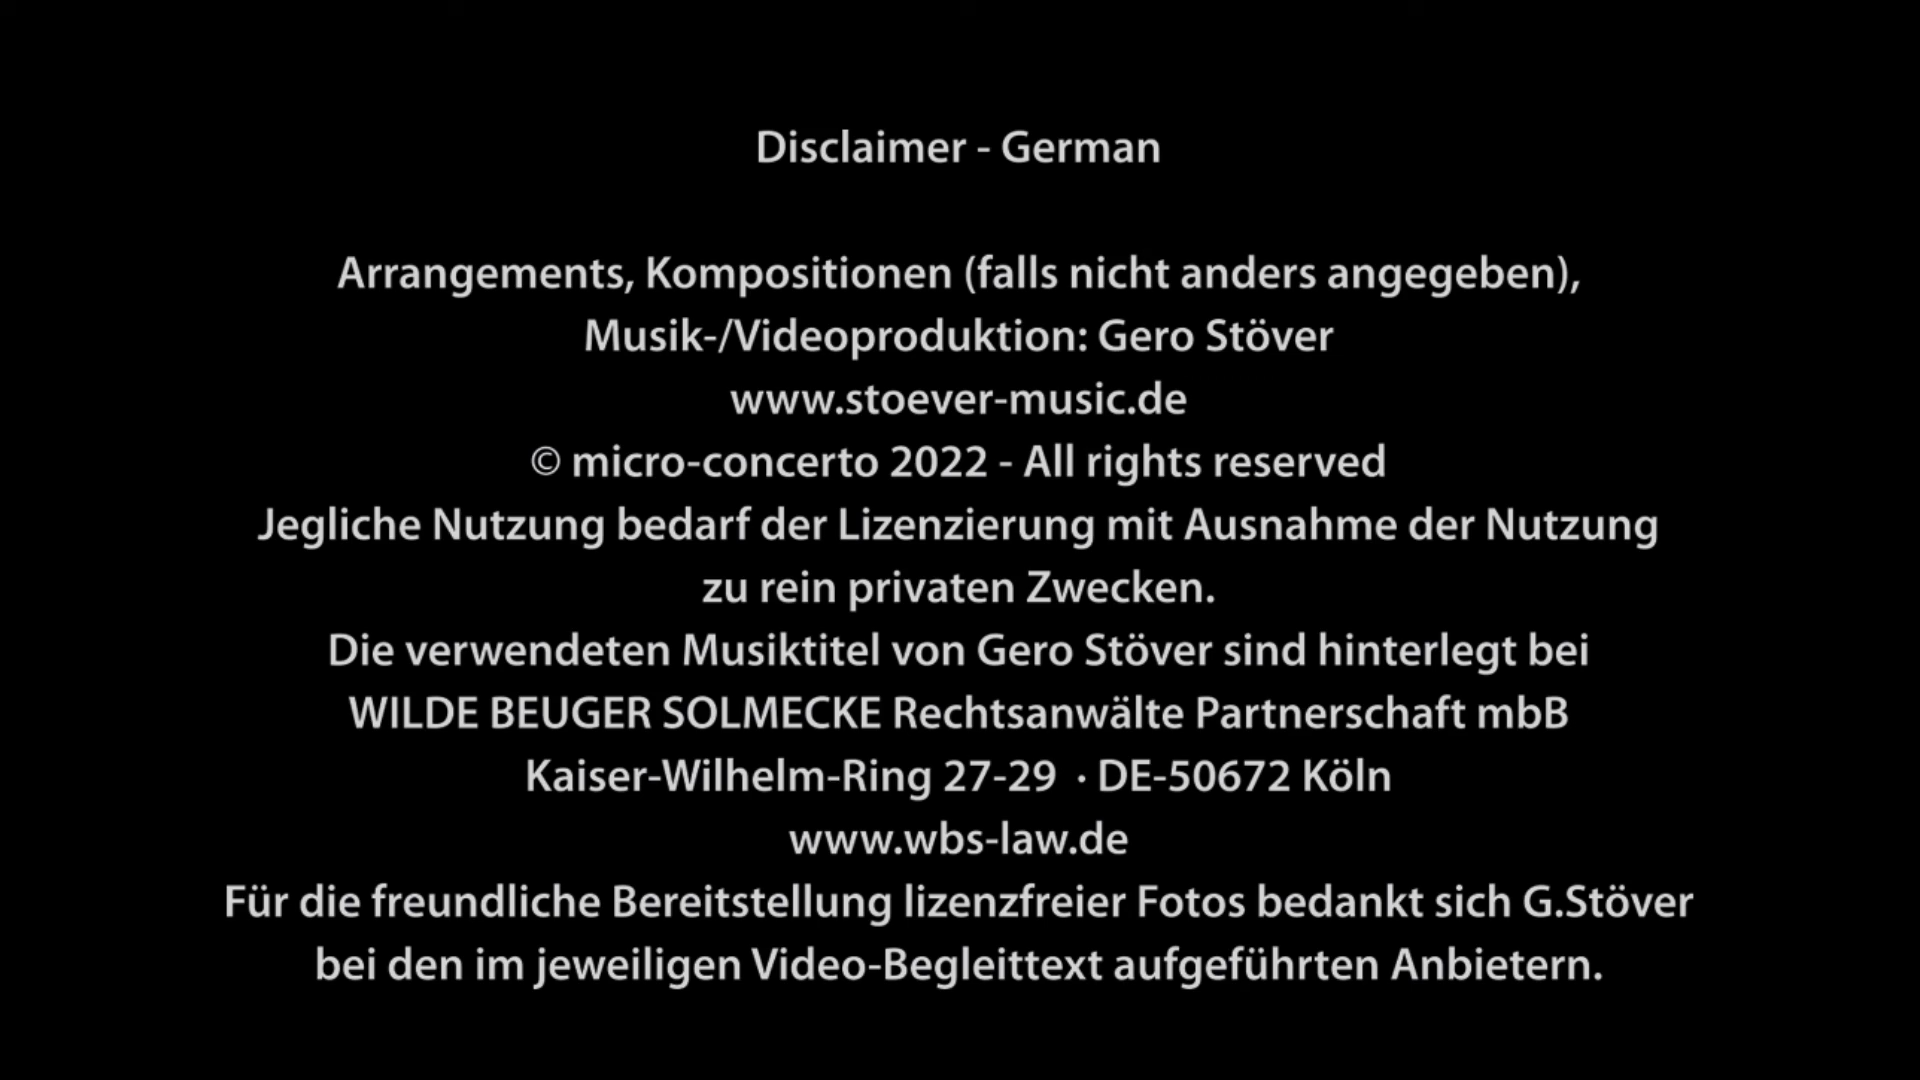 Disclaimer - German
Arrangements, Kompositionen (falls nicht anders angegeben),
Musik-/Videoproduktion: Gero Stöver
www.stoever-music.de
© micro-concerto 2022 - All rights reserved
Jegliche Nutzung bedarf der Lizenzierung mit Ausnahme der Nutzung
zu rein privaten Zwecken.
Die verwendeten Musiktitel von Gero Stöver sind hinterlegt bei
WILDE BEUGER SOLMECKE Rechtsanwälte Partnerschaft mbB
Kaiser-Wilhelm-Ring 27-29 · DE-50672 Köln
www.wbs-law.de
Für die freundliche Bereitstellung lizenzfreier Fotos bedankt sich G.Stöver
bei den im jeweiligen Video-Begleittext aufgeführten Anbietern.